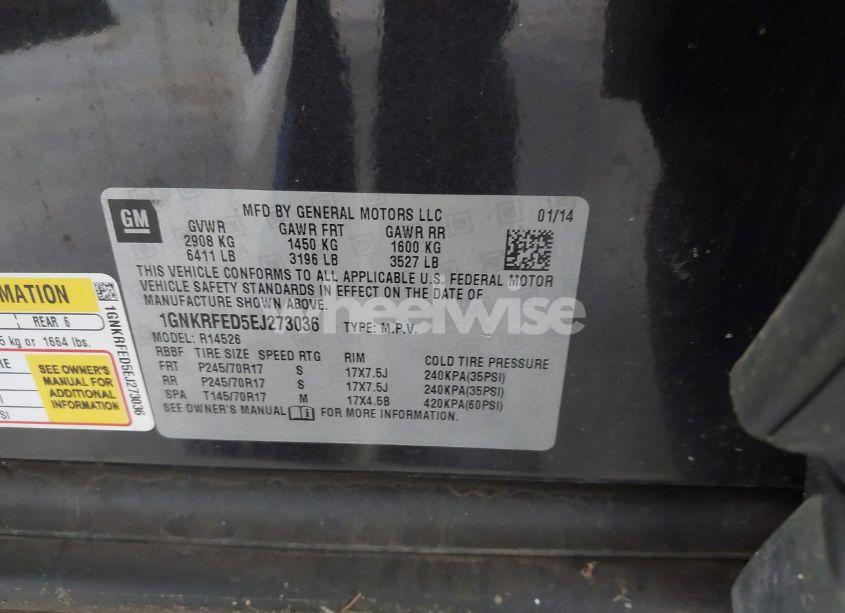 GM
MFD BY GENERAL MOTORS LLC 01/14
GVWR GAWR FRT GAWR RR
2908 KG 1450 KG 1600 KG
6411 LB 3196 LB 3527 LB
THIS VEHICLE CONFORMS TO ALL APPLICABLE U.S. FEDERAL MOTOR
VEHICLE SAFETY STANDARDS IN EFFECT ON THE DATE OF
MANUFACTURE SHOWN ABOVE.
1GNKRFED5EJ273036 TYPE: M.P.V.
MODEL: R14526
RBBF TIRE SIZE SPEED RTG RIM COLD TIRE PRESSURE
FRT P245/70R17 S 17X7.5J 240KPA(35PSI)
RR P245/70R17 S 17X7.5J 240KPA(35PSI)
SPA T145/70R17 M 17X4.5B 420KPA(60PSI)
SEE OWNER'S MANUAL FOR MORE INFORMATION.
MATION
REAR 6
kg or 1664 lbs.
SEE OWNER'S
MANUAL FOR
ADDITIONAL
INFORMATION
1GNKRFED5EJ273036
wheelwise